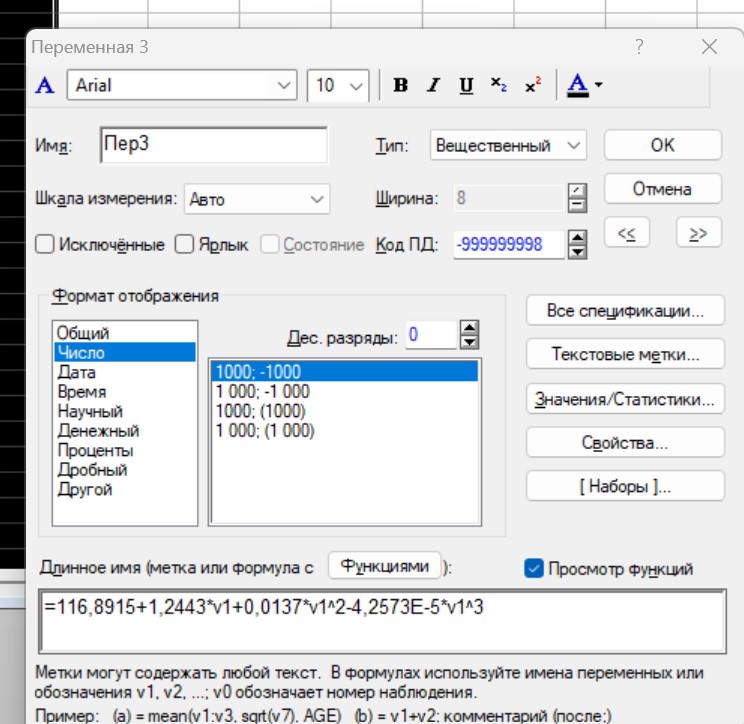 Переменная 3 ?
A Arial 10 B I U x₂ x² A
Имя: Пер3 Тип: Вещественный OK
Шкала измерения: Авто Ширина: 8 Отмена
Исключённые Ярлык Состояние Код ПД: -999999998 << >>
Формат отображения
Все спецификации...
Общий
Дес. разряды: 0
Число
1000; -1000
Текстовые метки...
Дата
Время
1 000; -1 000
Значения/Статистики...
Научный
1000; (1000)
Денежный
1 000; (1 000)
Свойства...
Проценты
Дробный
Другой
[ Наборы ]...
Длинное имя (метка или формула с Функциями ): Просмотр функций
=116,8915+1,2443*v1+0,0137*v1^2-4,2573E-5*v1^3
Метки могут содержать любой текст. В формулах используйте имена переменных или
обозначения v1, v2, ...; v0 обозначает номер наблюдения.
Пример: (a) = mean(v1:v3, sqrt(v7), AGE) (b) = v1+v2; комментарий (после;)